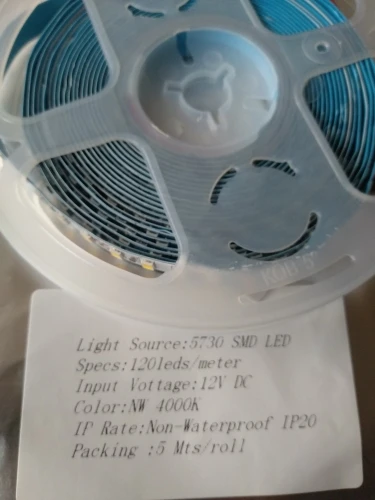 Light Source:5730 SMD LED
Specs:120leds/meter
Input Vottage:12V DC
Color:NW 4000K
IP Rate:Non-Waterproof IP20
Packing :5 Mts/roll